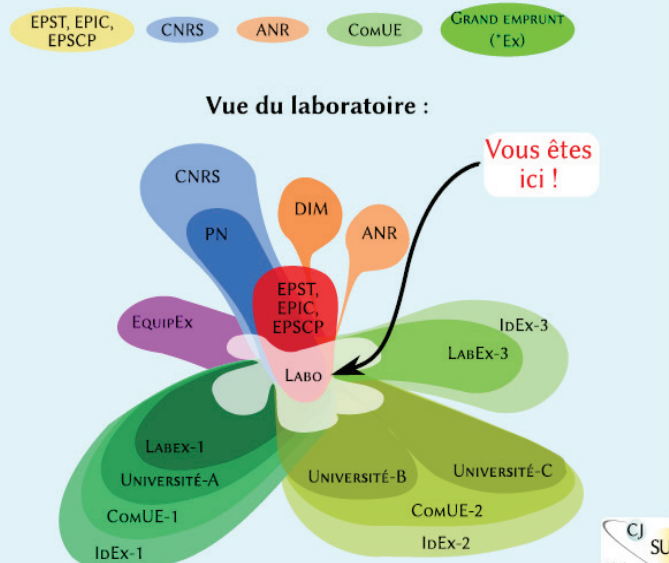 EPST, EPIC,
EPSCP
CNRS
ANR
COMUE
GRAND EMPRUNT
(*EX)
Vue du laboratoire :
Vous êtes
ici !
CNRS
PN
DIM
ANR
EPST,
EPIC,
EPSCP
EQUIPEX
LABO
IDEX-3
LABEX-3
LABEX-1
UNIVERSITÉ-A
COMUE-1
IDEX-1
UNIVERSITÉ-B
UNIVERSITÉ-C
COMUE-2
IDEX-2
CJ
SU